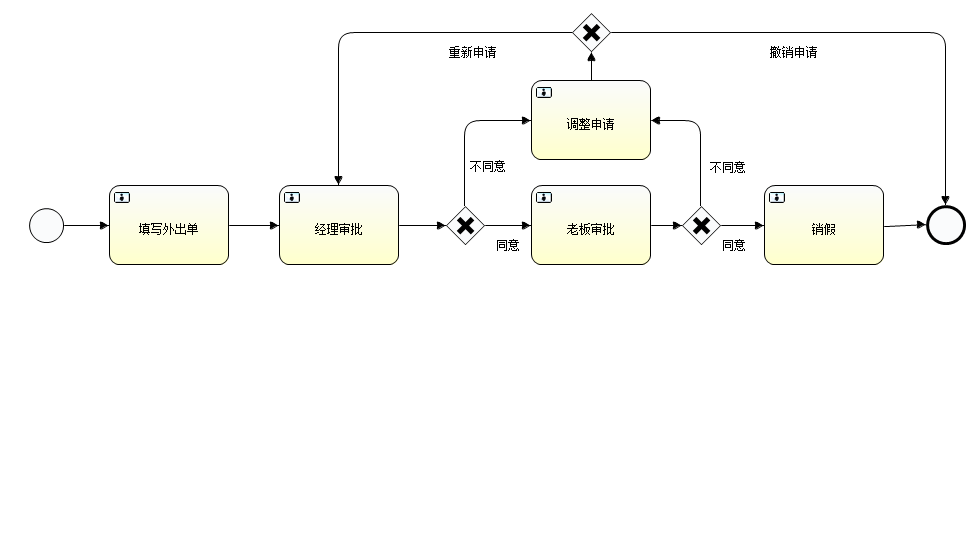 重新申请
撤销申请
调整申请
不同意
不同意
填写外出单
经理审批
老板审批
销假
同意
同意